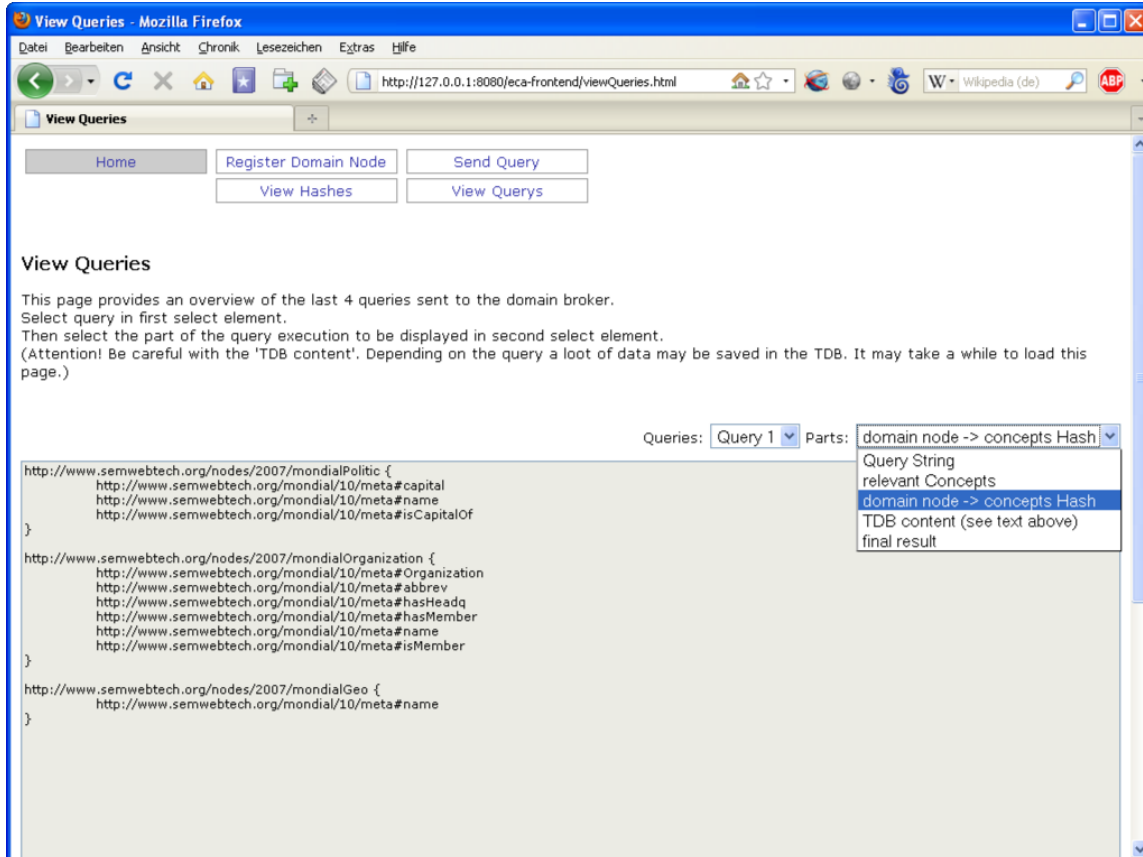 View Queries - Mozilla Firefox
Datei Bearbeiten Ansicht Chronik Lesezeichen Extras Hilfe
http://127.0.0.1:8080/eca-frontend/viewQueries.html
W Wikipedia (de)
ABP
View Queries
Home Register Domain Node Send Query
View Hashes View Querys
View Queries
This page provides an overview of the last 4 queries sent to the domain broker.
Select query in first select element.
Then select the part of the query execution to be displayed in second select element.
(Attention! Be careful with the 'TDB content'. Depending on the query a loot of data may be saved in the TDB. It may take a while to load this
page.)
Queries: Query 1 Parts: domain node -> concepts Hash
Query String
relevant Concepts
domain node -> concepts Hash
TDB content (see text above)
final result
http://www.semwebtech.org/nodes/2007/mondialPolitic {
http://www.semwebtech.org/mondial/10/meta#capital
http://www.semwebtech.org/mondial/10/meta#name
http://www.semwebtech.org/mondial/10/meta#isCapitalOf
}
http://www.semwebtech.org/nodes/2007/mondialOrganization {
http://www.semwebtech.org/mondial/10/meta#Organization
http://www.semwebtech.org/mondial/10/meta#abbrev
http://www.semwebtech.org/mondial/10/meta#hasHeadq
http://www.semwebtech.org/mondial/10/meta#hasMember
http://www.semwebtech.org/mondial/10/meta#name
http://www.semwebtech.org/mondial/10/meta#isMember
}
http://www.semwebtech.org/nodes/2007/mondialGeo {
http://www.semwebtech.org/mondial/10/meta#name
}